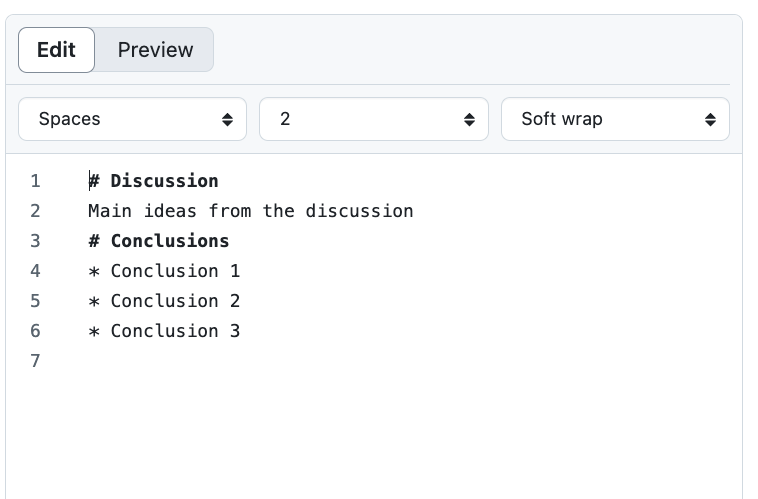 Edit Preview
Spaces 2 Soft wrap
1 # Discussion
2 Main ideas from the discussion
3 # Conclusions
4 * Conclusion 1
5 * Conclusion 2
6 * Conclusion 3
7